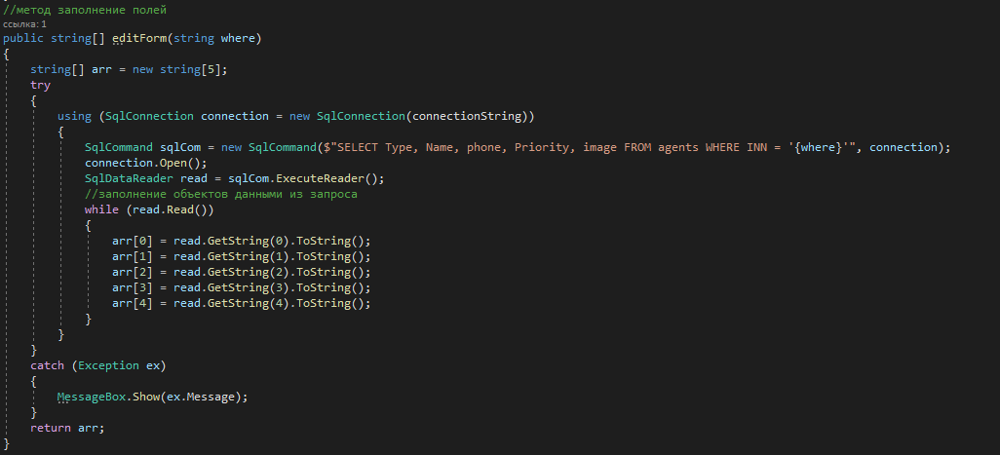 //метод заполнение полей
ссылка: 1
public string[] editForm(string where)
{
string[] arr = new string[5];
try
{
using (SqlConnection connection = new SqlConnection(connectionString))
{
SqlCommand sqlCom = new SqlCommand($"SELECT Type, Name, phone, Priority, image FROM agents WHERE INN = '{where}'", connection);
connection.Open();
SqlDataReader read = sqlCom.ExecuteReader();
//заполнение объектов данными из запроса
while (read.Read())
{
arr[0] = read.GetString(0).ToString();
arr[1] = read.GetString(1).ToString();
arr[2] = read.GetString(2).ToString();
arr[3] = read.GetString(3).ToString();
arr[4] = read.GetString(4).ToString();
}
}
}
catch (Exception ex)
{
MessageBox.Show(ex.Message);
}
return arr;
}